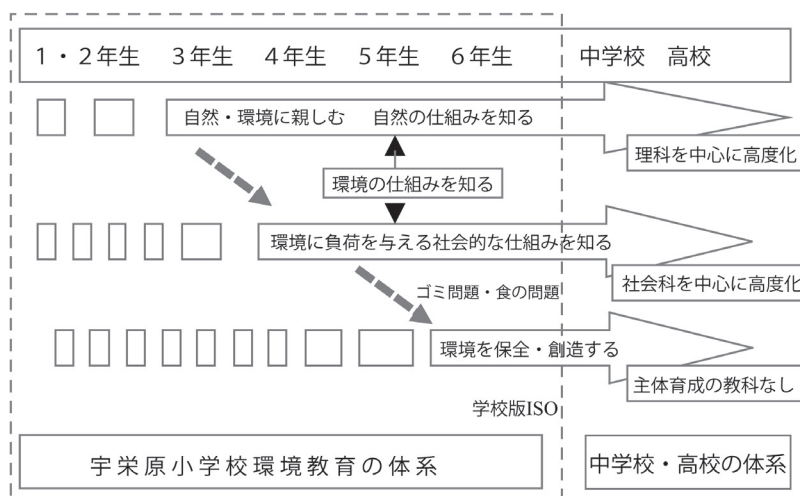 1・2年生 3年生 4年生 5年生 6年生 中学校 高校
自然・環境に親しむ 自然の仕組みを知る
理科を中心に高度化
環境の仕組みを知る
環境に負荷を与える社会的な仕組みを知る
社会科を中心に高度化
ゴミ問題・食の問題
環境を保全・創造する
主体育成の教科なし
学校版ISO
宇栄原小学校環境教育の体系
中学校・高校の体系